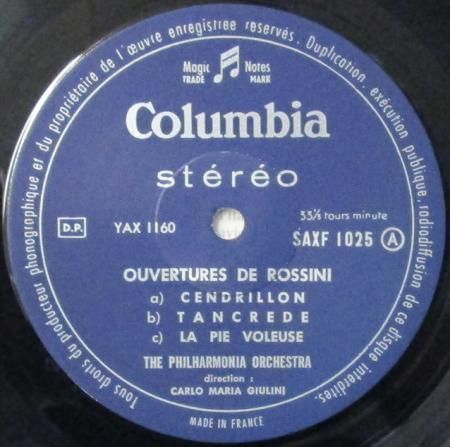 Tous droits du producteur phonographique et du propriétaire de l'œuvre enregistrée réservés. Duplication, exécution publique, radiodiffusion de ce disque interdites.
Magic Notes
TRADE MARK
Columbia
stéréo
D.P. YAX 1160
33⅓ tours minute
SAXF 1025 A
OUVERTURES DE ROSSINI
a) CENDRILLON
b) TANCREDE
c) LA PIE VOLEUSE
THE PHILHARMONIA ORCHESTRA
direction :
CARLO MARIA GIULINI
MADE IN FRANCE